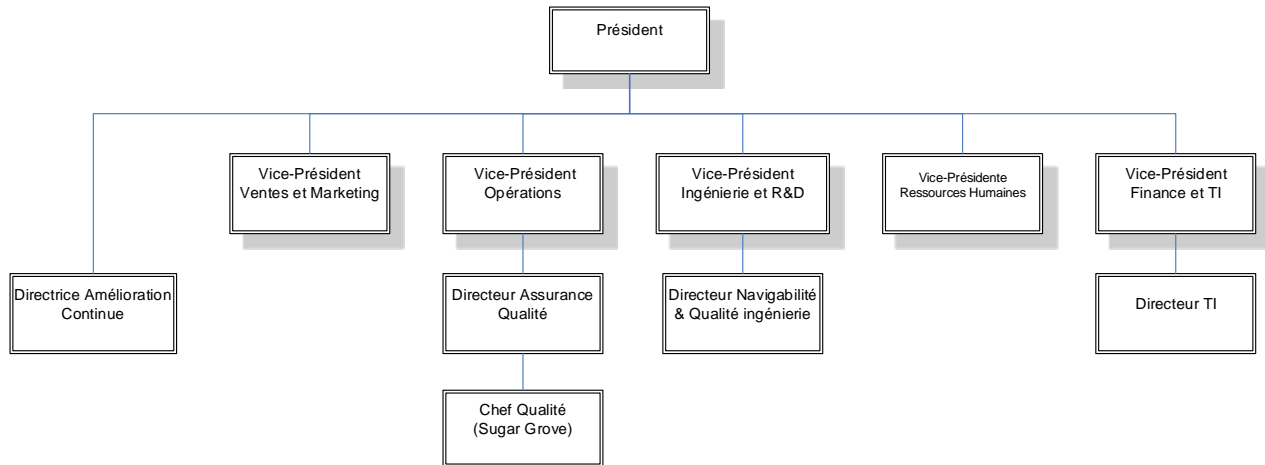 Président
Vice-Président
Ventes et Marketing
Vice-Président
Opérations
Vice-Président
Ingénierie et R&D
Vice-Présidente
Ressources Humaines
Vice-Président
Finance et TI
Directrice Amélioration
Continue
Directeur Assurance
Qualité
Directeur Navigabilité
& Qualité ingénierie
Directeur TI
Chef Qualité
(Sugar Grove)